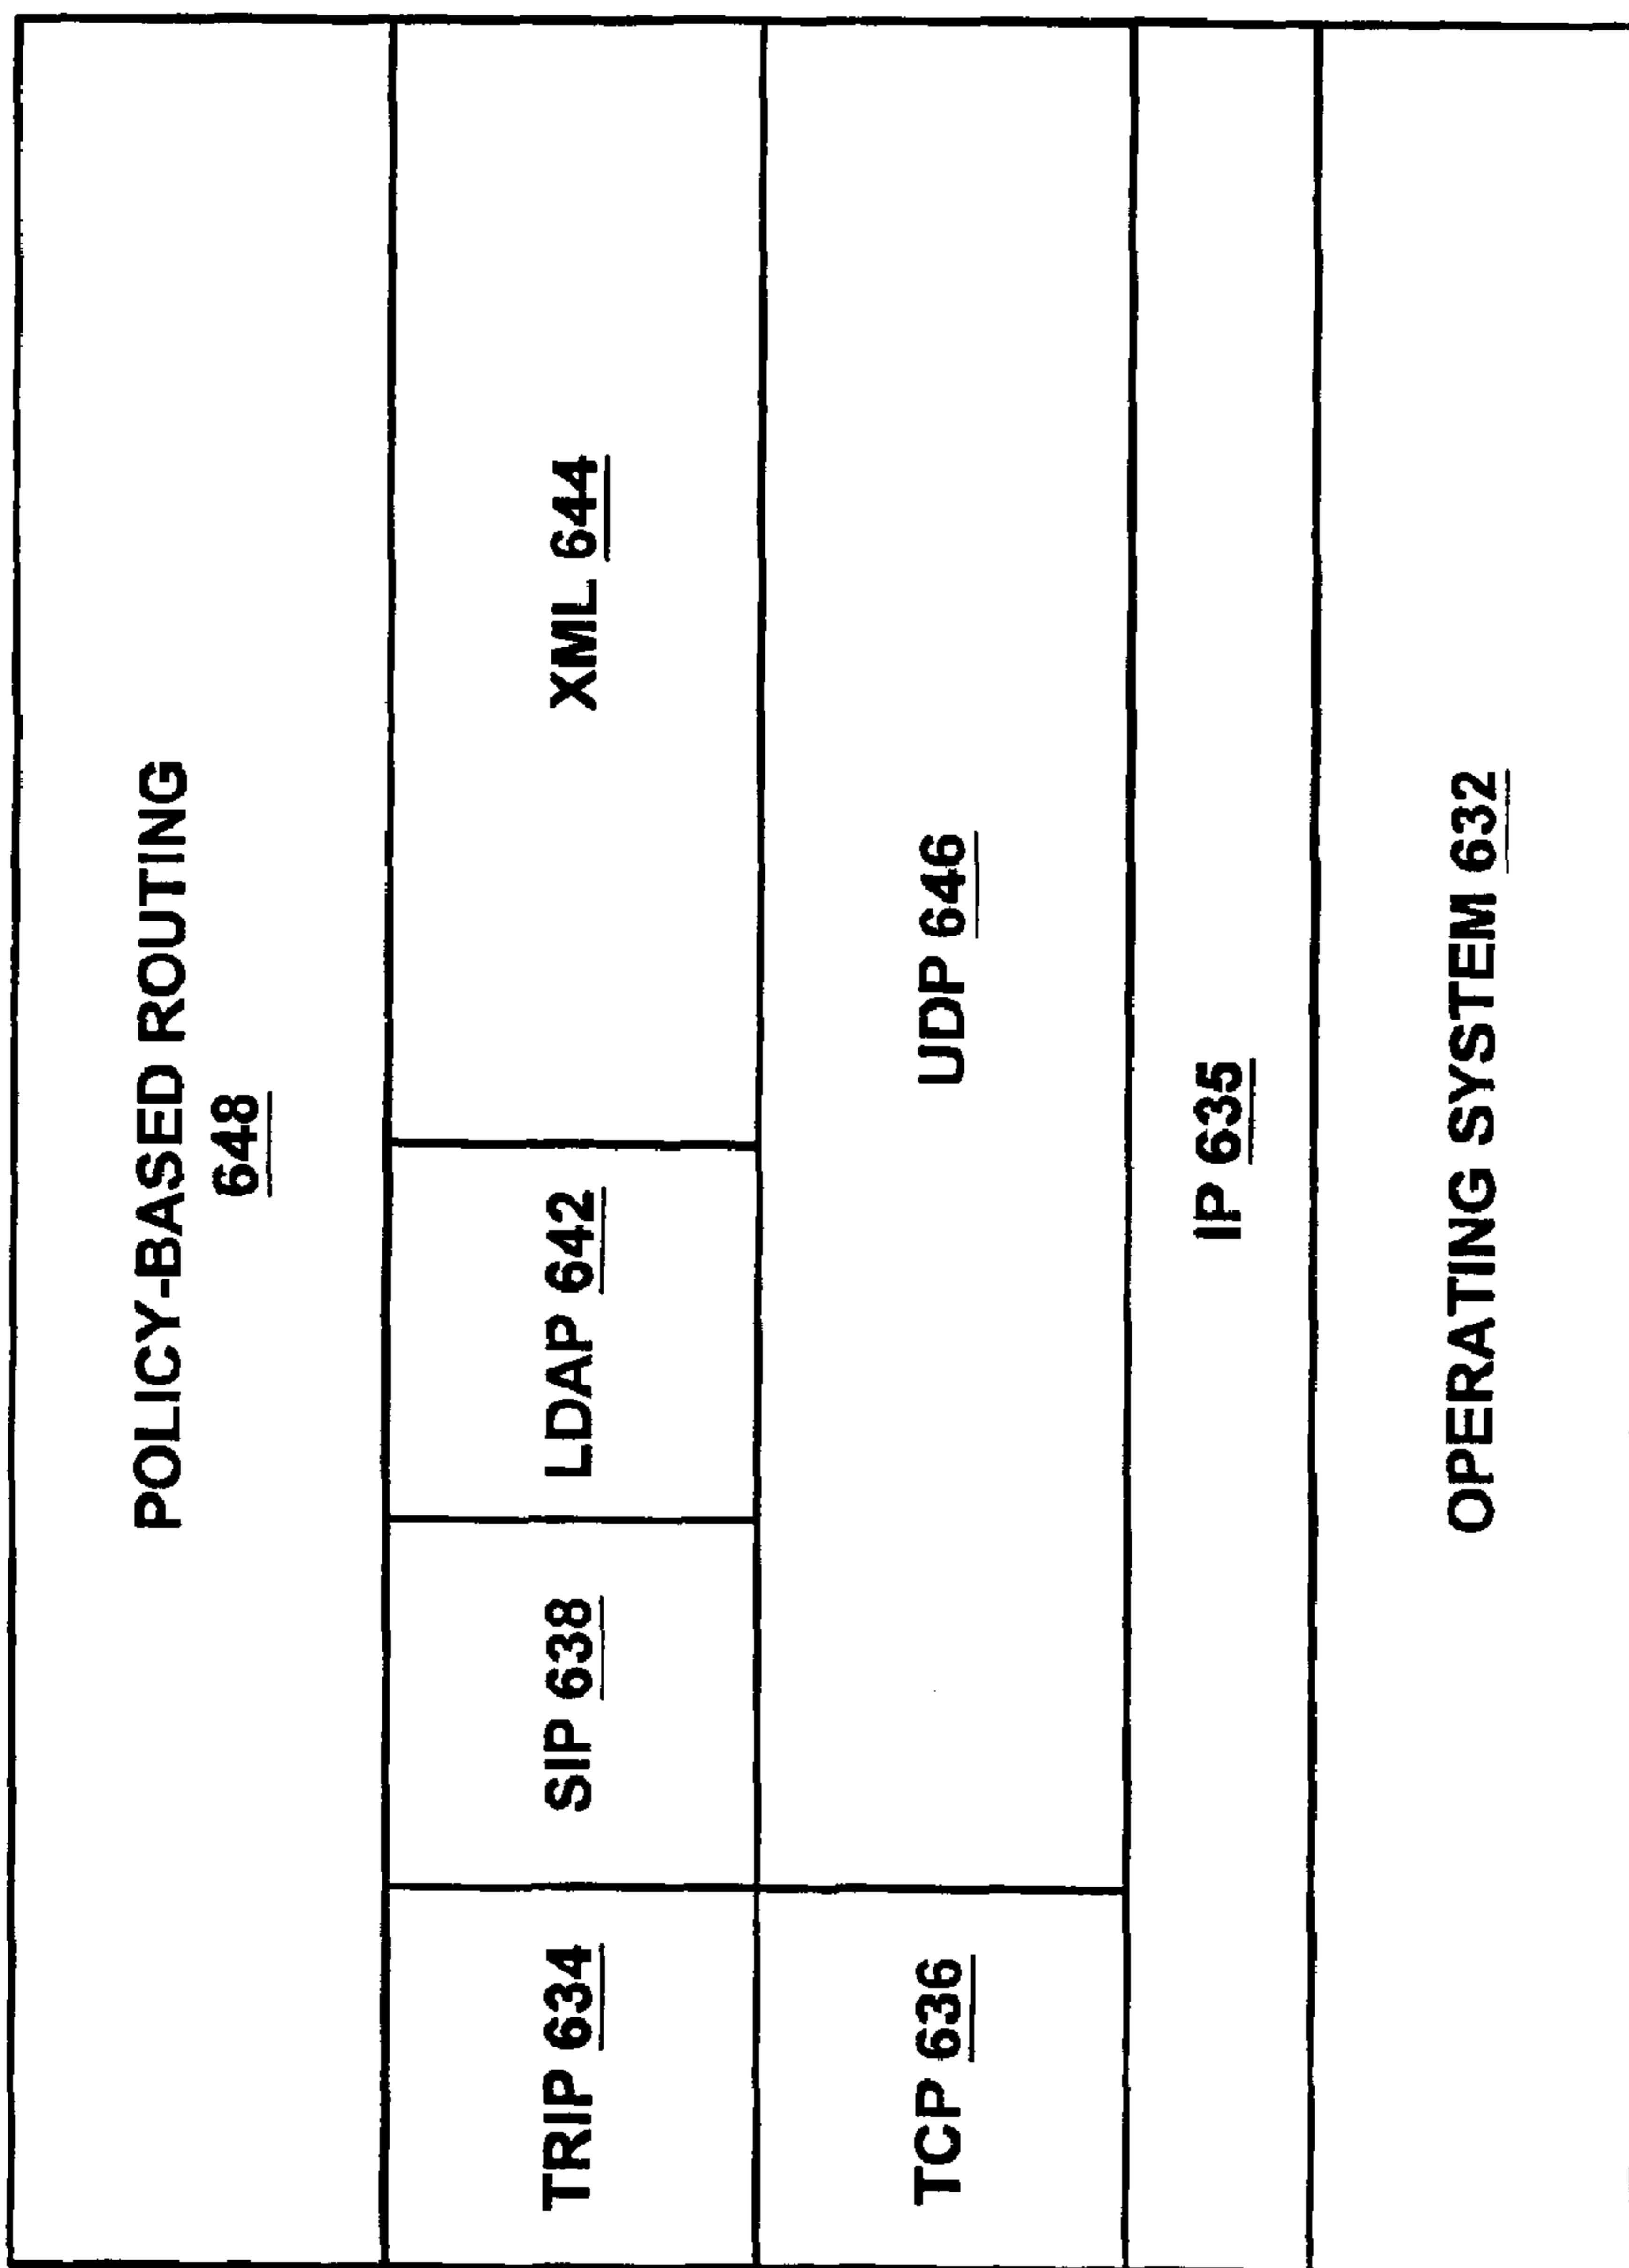 POLICY-BASED ROUTING
648
TRIP 634
SIP 638
LDAP 642
XML 644
TCP 636
UDP 646
IP 635
OPERATING SYSTEM 632